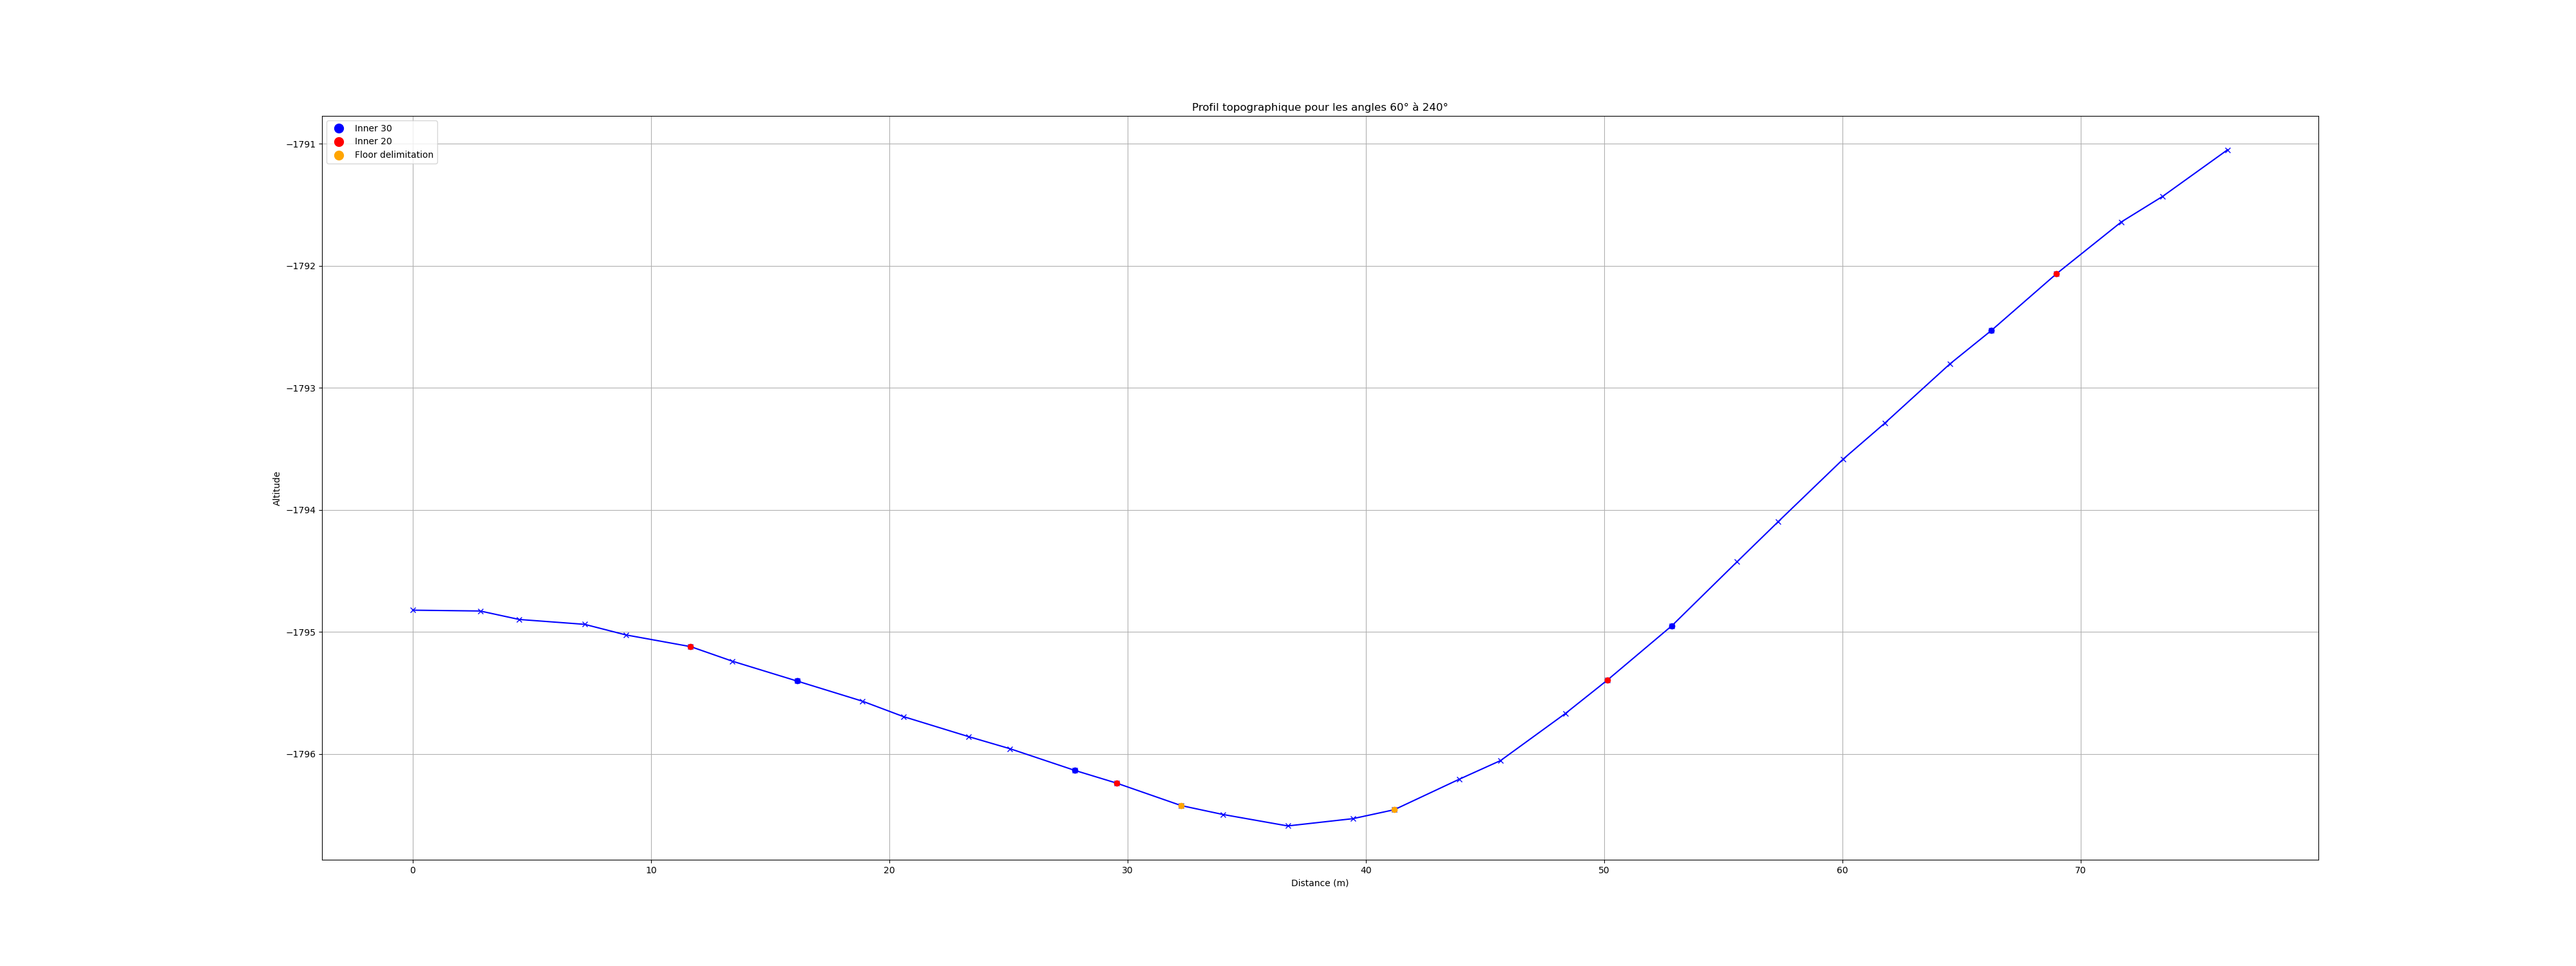 Profil topographique pour les angles 60° à 240°
Inner 30
Inner 20
Floor delimitation
−1791
−1792
−1793
−1794
−1795
−1796
Altitude
0 10 20 30 40 50 60 70
Distance (m)